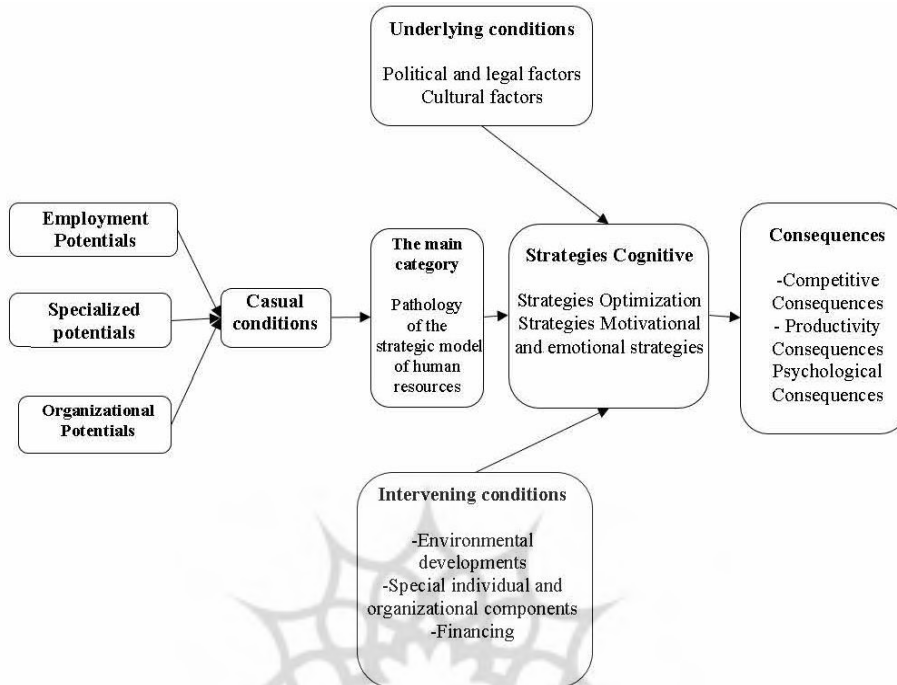 Underlying conditions
Political and legal factors
Cultural factors
Employment
Potentials
Specialized
potentials
Organizational
Potentials
Casual
conditions
The main
category
Pathology
of the
strategic model
of human
resources
Strategies Cognitive
Strategies Optimization
Strategies Motivational
and emotional strategies
Consequences
-Competitive
Consequences
- Productivity
Consequences
Psychological
Consequences
Intervening conditions
-Environmental
developments
-Special individual and
organizational components
-Financing